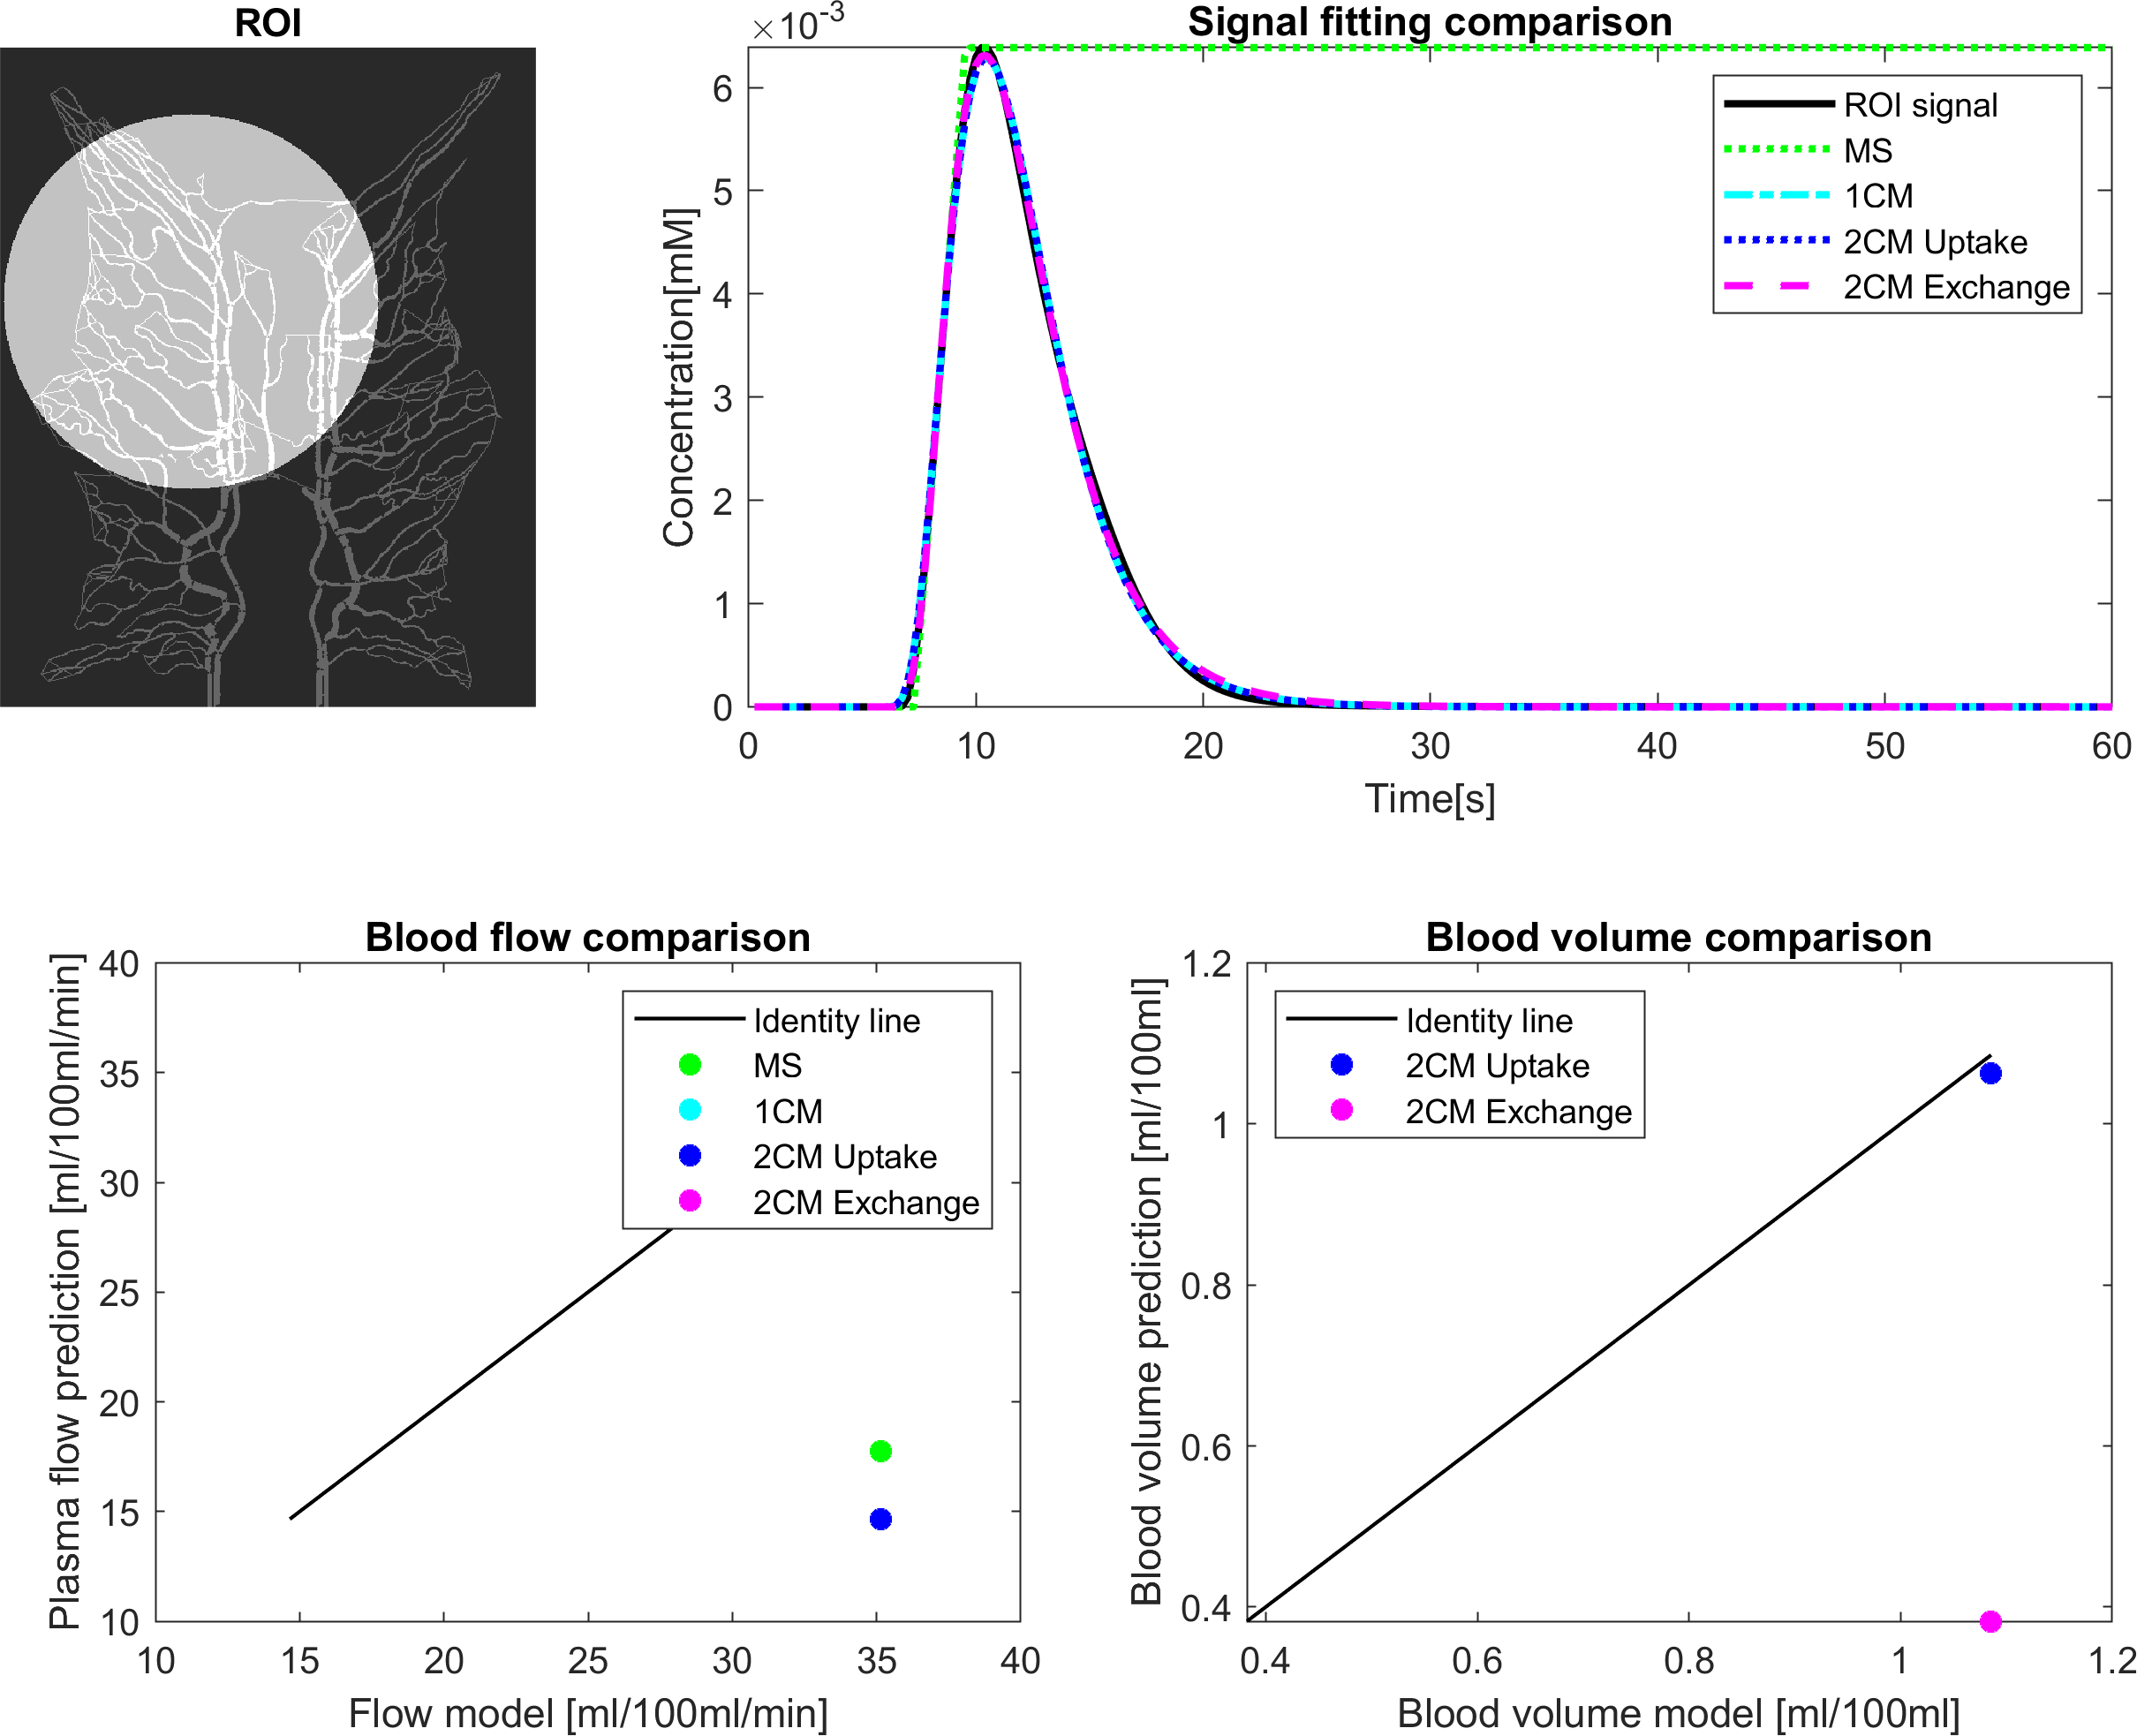 ROI
Signal fitting comparison
×10-3
6
5
4
3
2
1
0
Concentration[mM]
0 10 20 30 40 50 60
Time[s]
ROI signal
MS
1CM
2CM Uptake
2CM Exchange
Blood flow comparison
40
35
30
25
20
15
10
Plasma flow prediction [ml/100ml/min]
10 15 20 25 30 35 40
Flow model [ml/100ml/min]
Identity line
MS
1CM
2CM Uptake
2CM Exchange
Blood volume comparison
1.2
1
0.8
0.6
0.4
Blood volume prediction [ml/100ml]
0.4 0.6 0.8 1 1.2
Blood volume model [ml/100ml]
Identity line
2CM Uptake
2CM Exchange